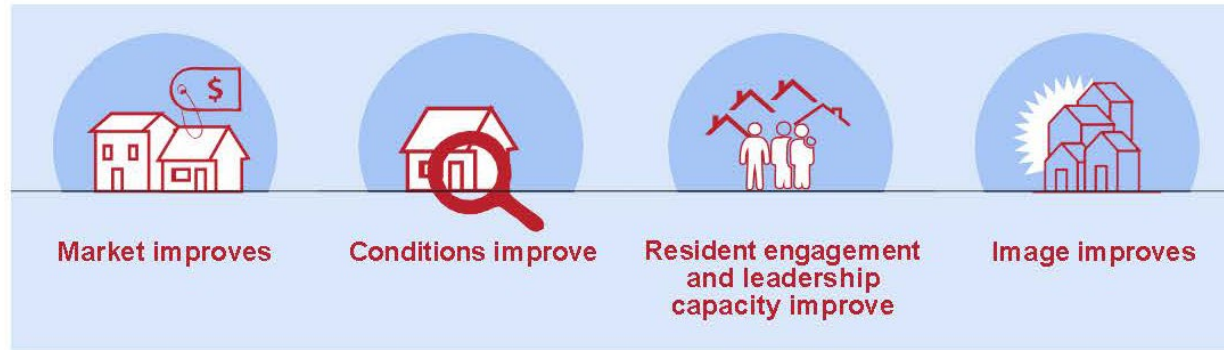 $
Market improves
Conditions improve
Resident engagement
and leadership
capacity improve
Image improves